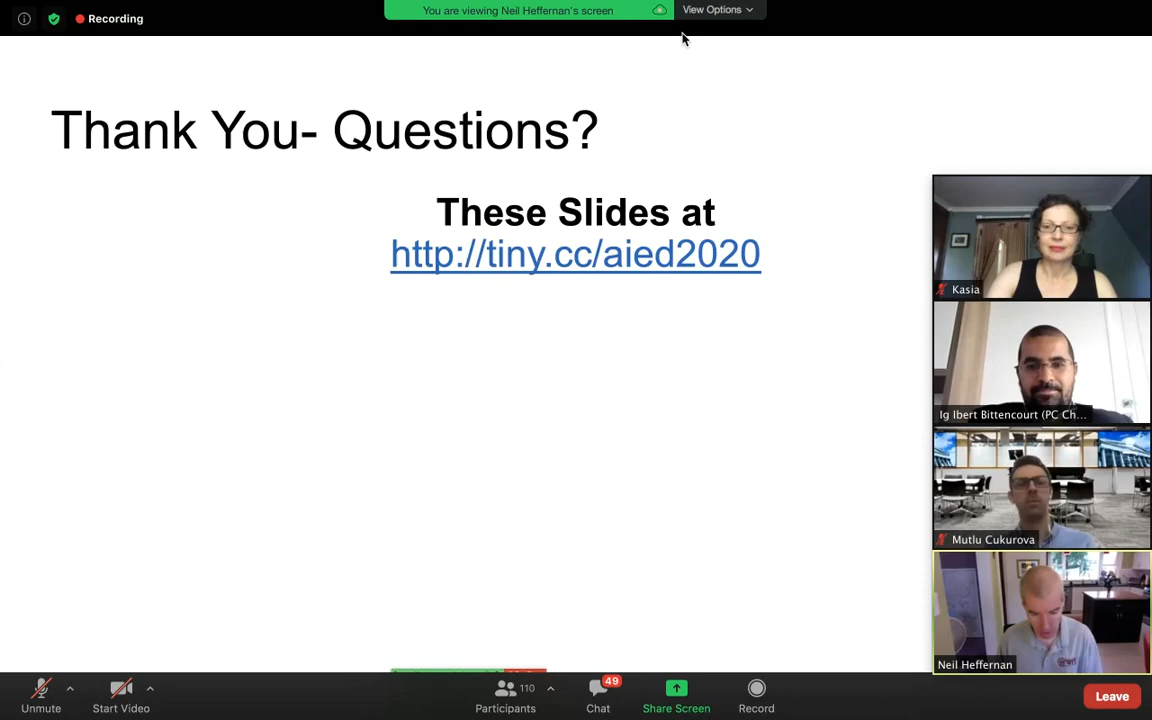 Recording
You are viewing Neil Heffernan's screen
View Options
Thank You- Questions?
These Slides at
http://tiny.cc/aied2020
Kasia
Ig Ibert Bittencourt (PC Ch...
Mutlu Cukurova
Neil Heffernan
Unmute
Start Video
110
Participants
49
Chat
Share Screen
Record
Leave